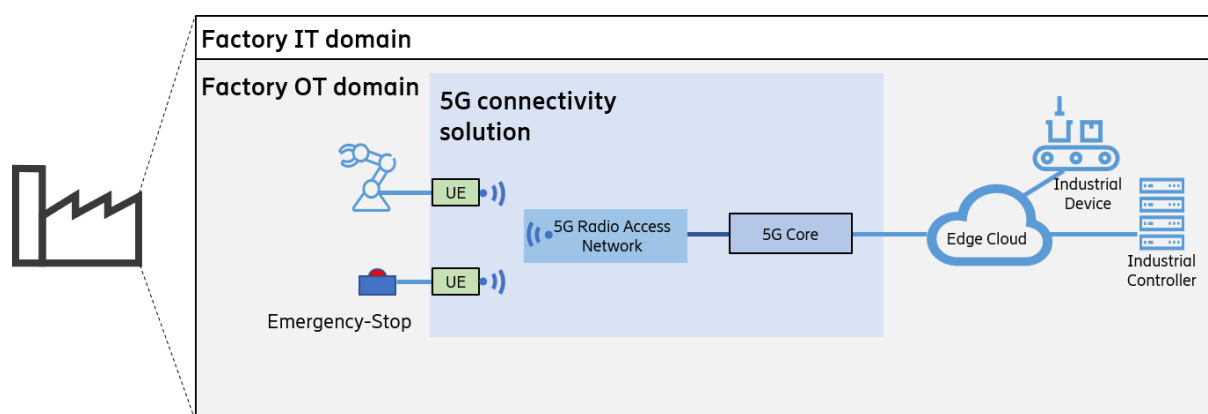 Factory IT domain
Factory OT domain
5G connectivity
solution
UE
5G Radio Access
Network
5G Core
UE
Emergency-Stop
Edge Cloud
Industrial
Device
Industrial
Controller